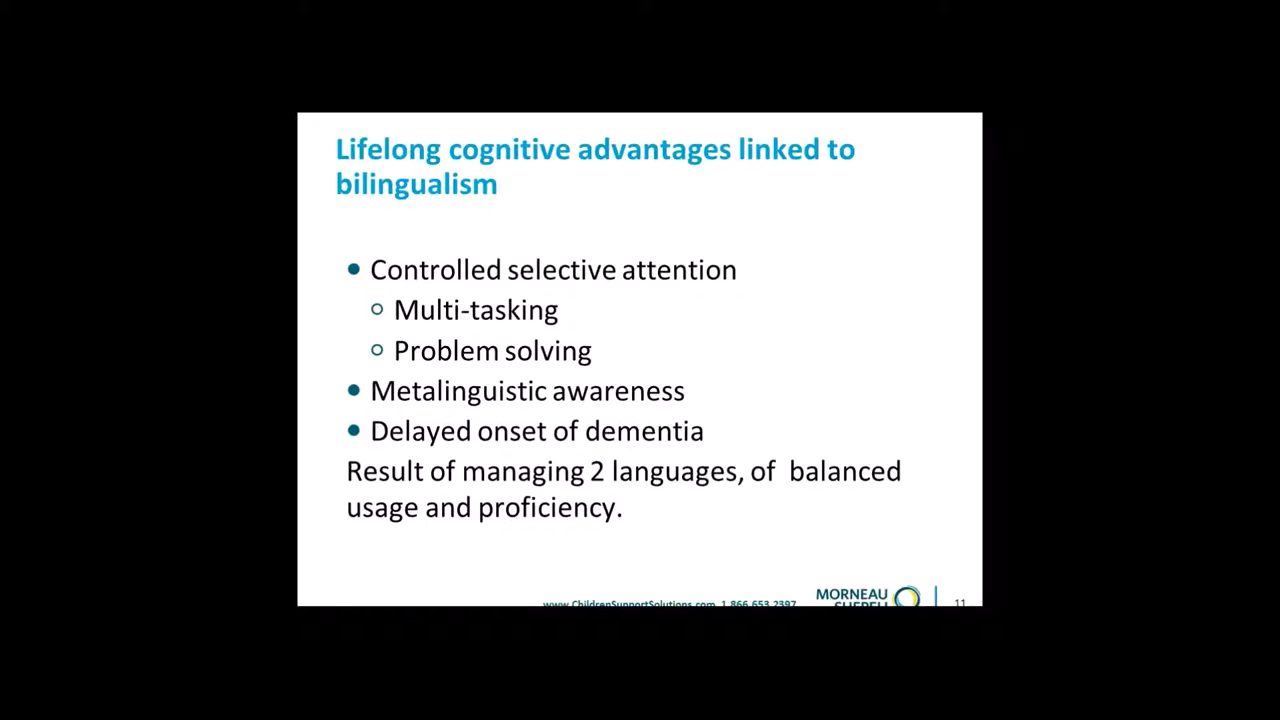 Lifelong cognitive advantages linked to
bilingualism
Controlled selective attention
Multi-tasking
Problem solving
Metalinguistic awareness
Delayed onset of dementia
Result of managing 2 languages, of balanced
usage and proficiency.
www.ChildrenSupportSolutions.com 1 866 653 2397
MORNEAU
SHEPELL
11